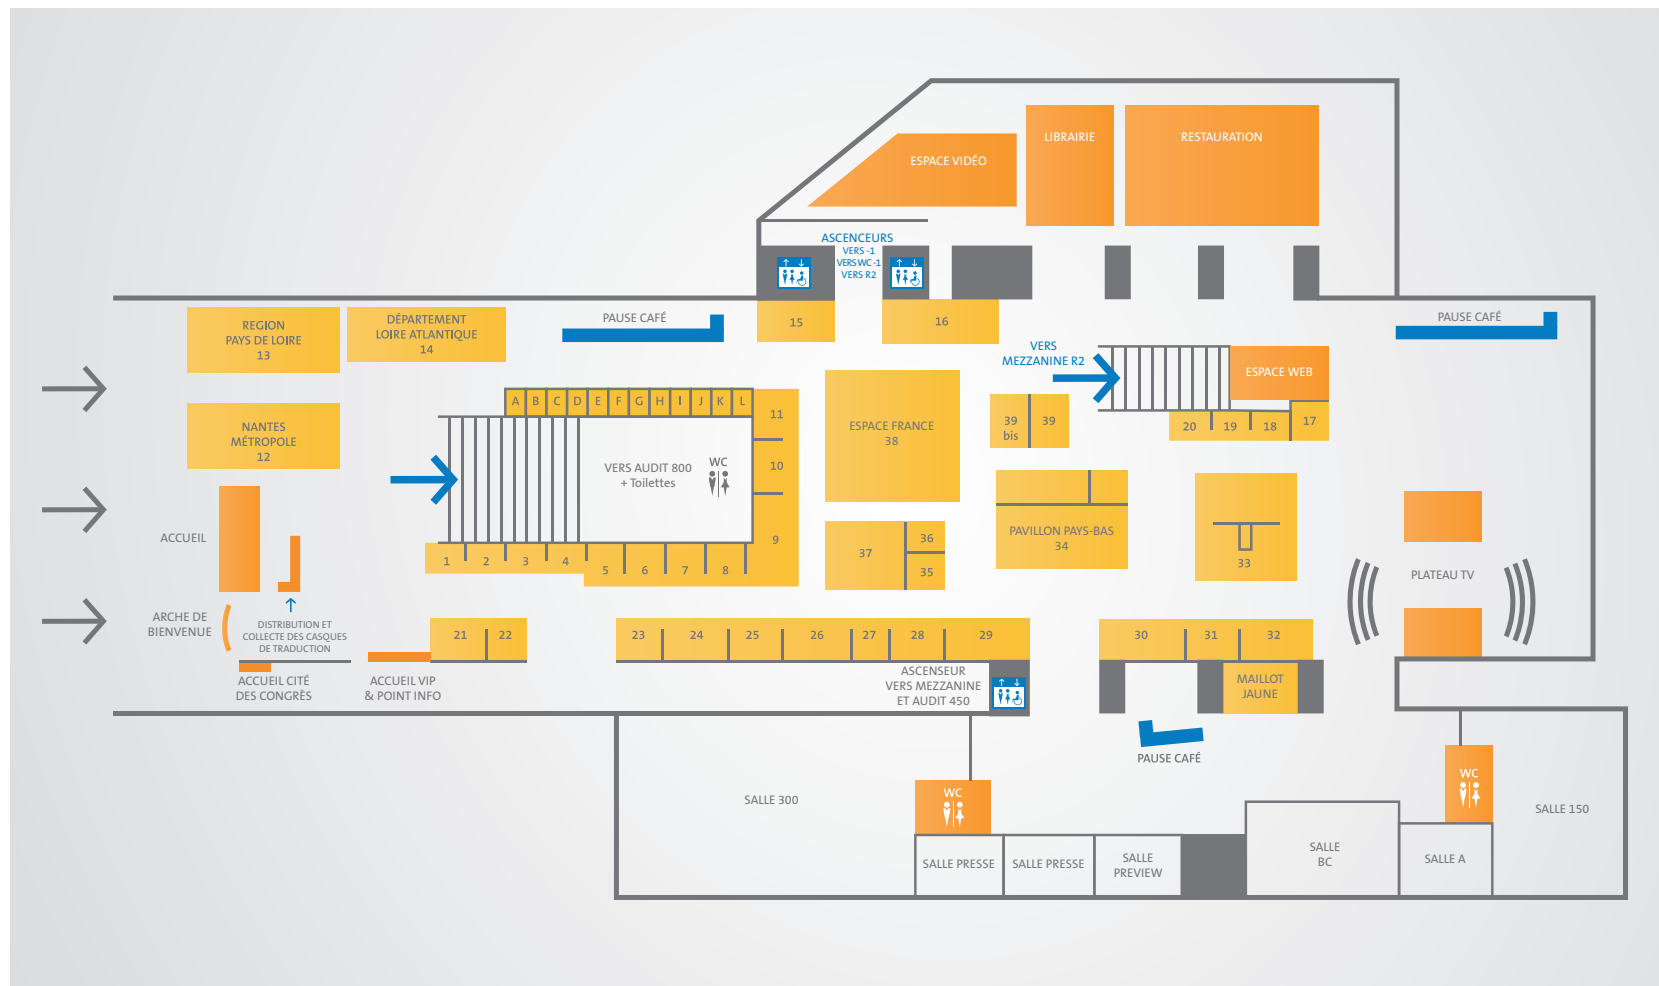 LIBRAIRIE
RESTAURATION
ESPACE VIDÉO
ASCENCEURS
VERS -1
VERS WC -1
VERS R2
REGION
PAYS DE LOIRE
13
DÉPARTEMENT
LOIRE ATLANTIQUE
14
PAUSE CAFÉ
15
16
PAUSE CAFÉ
VERS
MEZZANINE R2
ESPACE WEB
NANTES
MÉTROPOLE
12
A B C D E F G H I J K L
11
10
9
VERS AUDIT 800
+ Toilettes
WC
ESPACE FRANCE
38
39
bis
39
20 19 18 17
1 2 3 4 5 6 7 8
37
36
35
PAVILLON PAYS-BAS
34
33
PLATEAU TV
ACCUEIL
ARCHE DE
BIENVENUE
DISTRIBUTION ET
COLLECTE DES CASQUES
DE TRADUCTION
ACCUEIL CITÉ
DES CONGRÈS
ACCUEIL VIP
& POINT INFO
21 22
23 24 25 26 27 28 29
30 31 32
ASCENSEUR
VERS MEZZANINE
ET AUDIT 450
MAILLOT
JAUNE
PAUSE CAFÉ
SALLE 300
WC
WC
SALLE 150
SALLE PRESSE
SALLE PRESSE
SALLE
PREVIEW
SALLE
BC
SALLE A